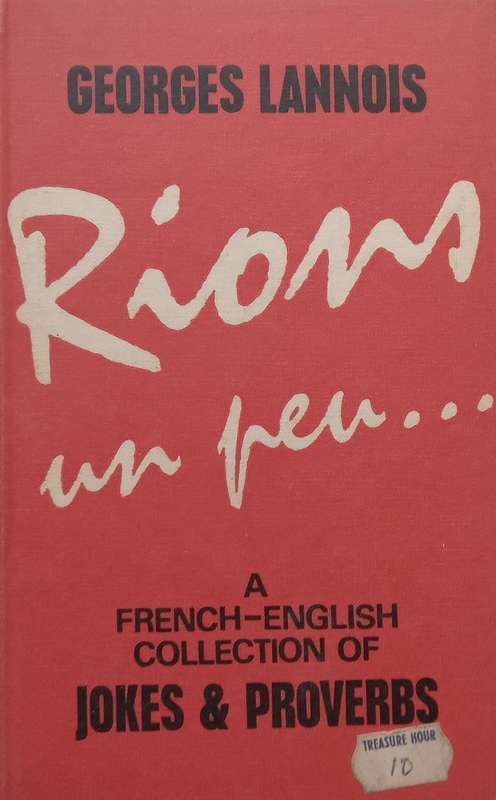 GEORGES LANNOIS
Rions
un peu...
A
FRENCH-ENGLISH
COLLECTION OF
JOKES & PROVERBS
TREASURE HOUR
10